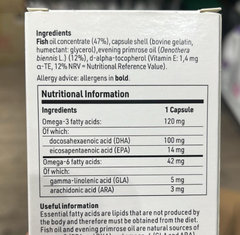 Ingredients
Fish oil concentrate (47%), capsule shell (bovine gelatin,
humectant: glycerol), evening primrose oil (Oenothera
biennis L.) (12%), d-alpha-tocopherol (Vitamin E: 1,4 mg
α-TE, 12% NRV = Nutritional Reference Value).
Allergy advice: allergens in bold.
Nutritional Information
Ingredients 1 Capsule
Omega-3 fatty acids 120 mg
Of which:
docosahexaenoic acid (DHA) 100 mg
eicosapentaenoic acid (EPA) 14 mg
Omega-6 fatty acids 42 mg
Of which:
gamma-linolenic acid (GLA) 5 mg
arachidonic acid (ARA) 3 mg
Useful information
Essential fatty acids are lipids that are not produced by
the body and therefore must be obtained from the diet.
Fish oil and evening primrose oil are natural sources of